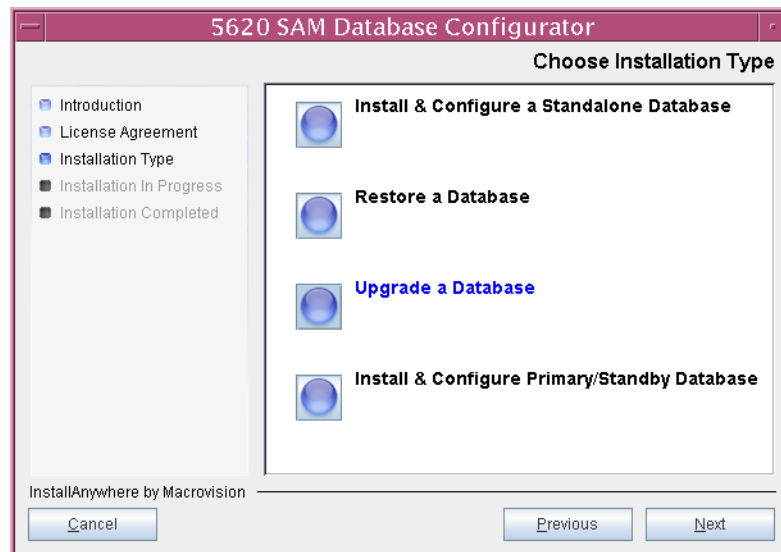 5620 SAM Database Configurator
Choose Installation Type
Introduction
License Agreement
Installation Type
Installation In Progress
Installation Completed
Install & Configure a Standalone Database
Restore a Database
Upgrade a Database
Install & Configure Primary/Standby Database
InstallAnywhere by Macrovision
Cancel
Previous
Next